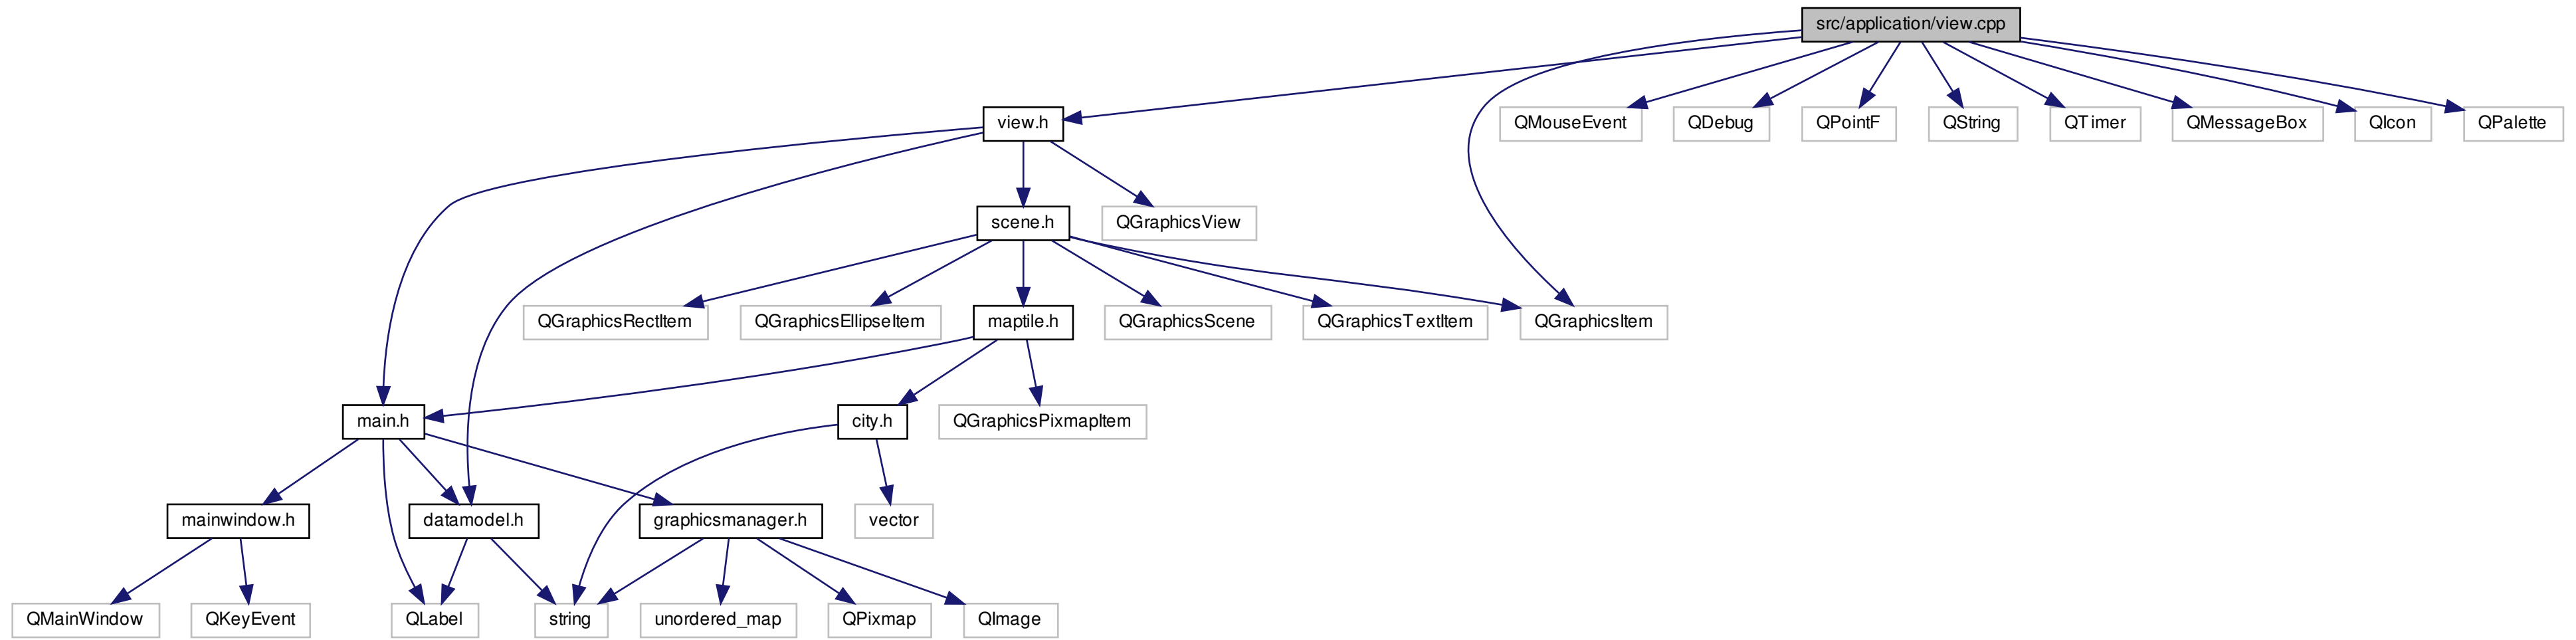 src/application/view.cpp
view.h
QMouseEvent
QDebug
QPointF
QString
QTimer
QMessageBox
QIcon
QPalette
scene.h
QGraphicsView
QGraphicsRectItem
QGraphicsEllipseItem
maptile.h
QGraphicsScene
QGraphicsTextItem
QGraphicsItem
main.h
city.h
QGraphicsPixmapItem
mainwindow.h
datamodel.h
graphicsmanager.h
vector
QMainWindow
QKeyEvent
QLabel
string
unordered_map
QPixmap
QImage